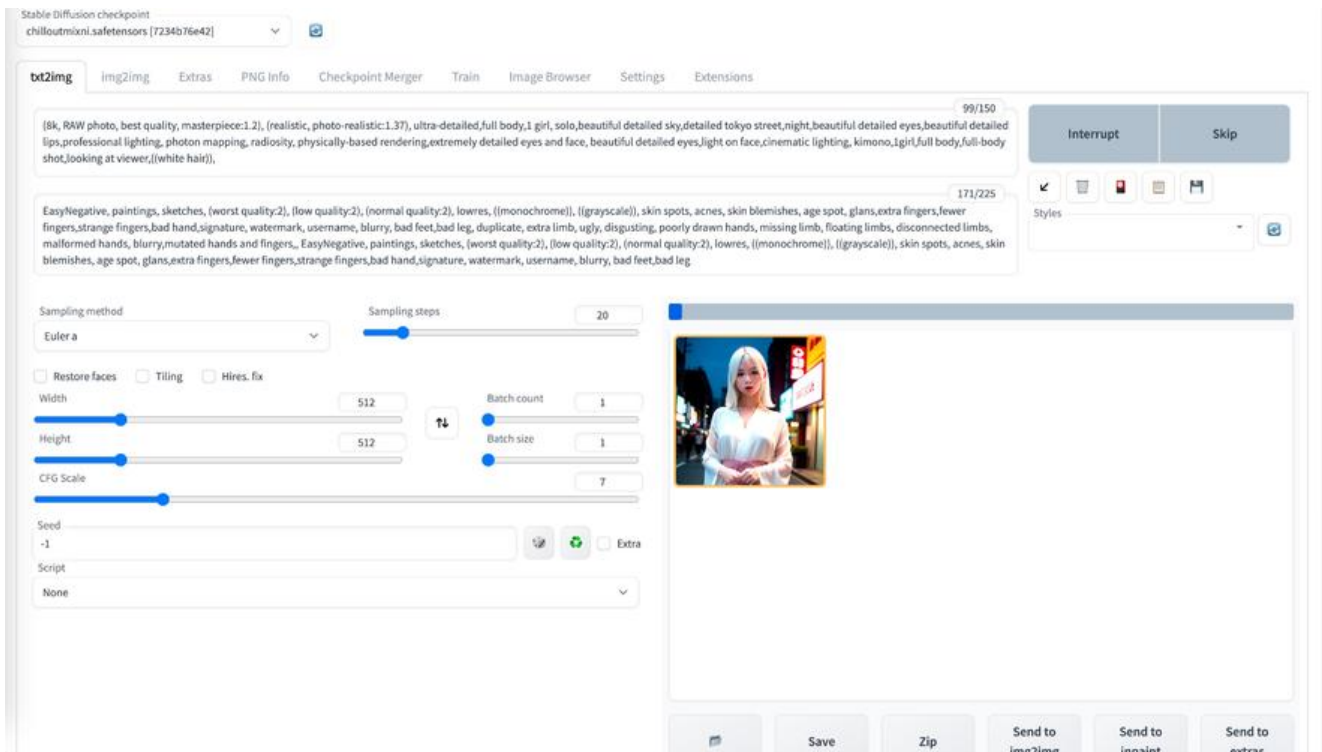 Stable Diffusion checkpoint
chilloutmixni.safetensors [7234b76e42]
txt2img img2img Extras PNG Info Checkpoint Merger Train Image Browser Settings Extensions
99/150
(8k, RAW photo, best quality, masterpiece:1.2), (realistic, photo-realistic:1.37), ultra-detailed,full body,1 girl, solo,beautiful detailed sky,detailed tokyo street,night,beautiful detailed eyes,beautiful detailed
lips,professional lighting, photon mapping, radiosity, physically-based rendering,extremely detailed eyes and face, beautiful detailed eyes,light on face,cinematic lighting, kimono,1girl,full body,full-body
shot,looking at viewer,((white hair)),
Interrupt Skip
171/225
EasyNegative, paintings, sketches, (worst quality:2), (low quality:2), (normal quality:2), lowres, ((monochrome)), ((grayscale)), skin spots, acnes, skin blemishes, age spot, glans,extra fingers,fewer
fingers,strange fingers,bad hand,signature, watermark, username, blurry, bad feet,bad leg, duplicate, extra limb, ugly, disgusting, poorly drawn hands, missing limb, floating limbs, disconnected limbs,
malformed hands, blurry,mutated hands and fingers,, EasyNegative, paintings, sketches, (worst quality:2), (low quality:2), (normal quality:2), lowres, ((monochrome)), ((grayscale)), skin spots, acnes, skin
blemishes, age spot, glans,extra fingers,fewer fingers,strange fingers,bad hand,signature, watermark, username, blurry, bad feet,bad leg
Styles
Sampling method
Euler a
Sampling steps 20
Restore faces Tiling Hires. fix
Width 512
Batch count 1
Height 512
Batch size 1
CFG Scale 7
Seed
-1
Extra
Script
None
Save Zip
Send to img2img
Send to inpaint
Send to extras